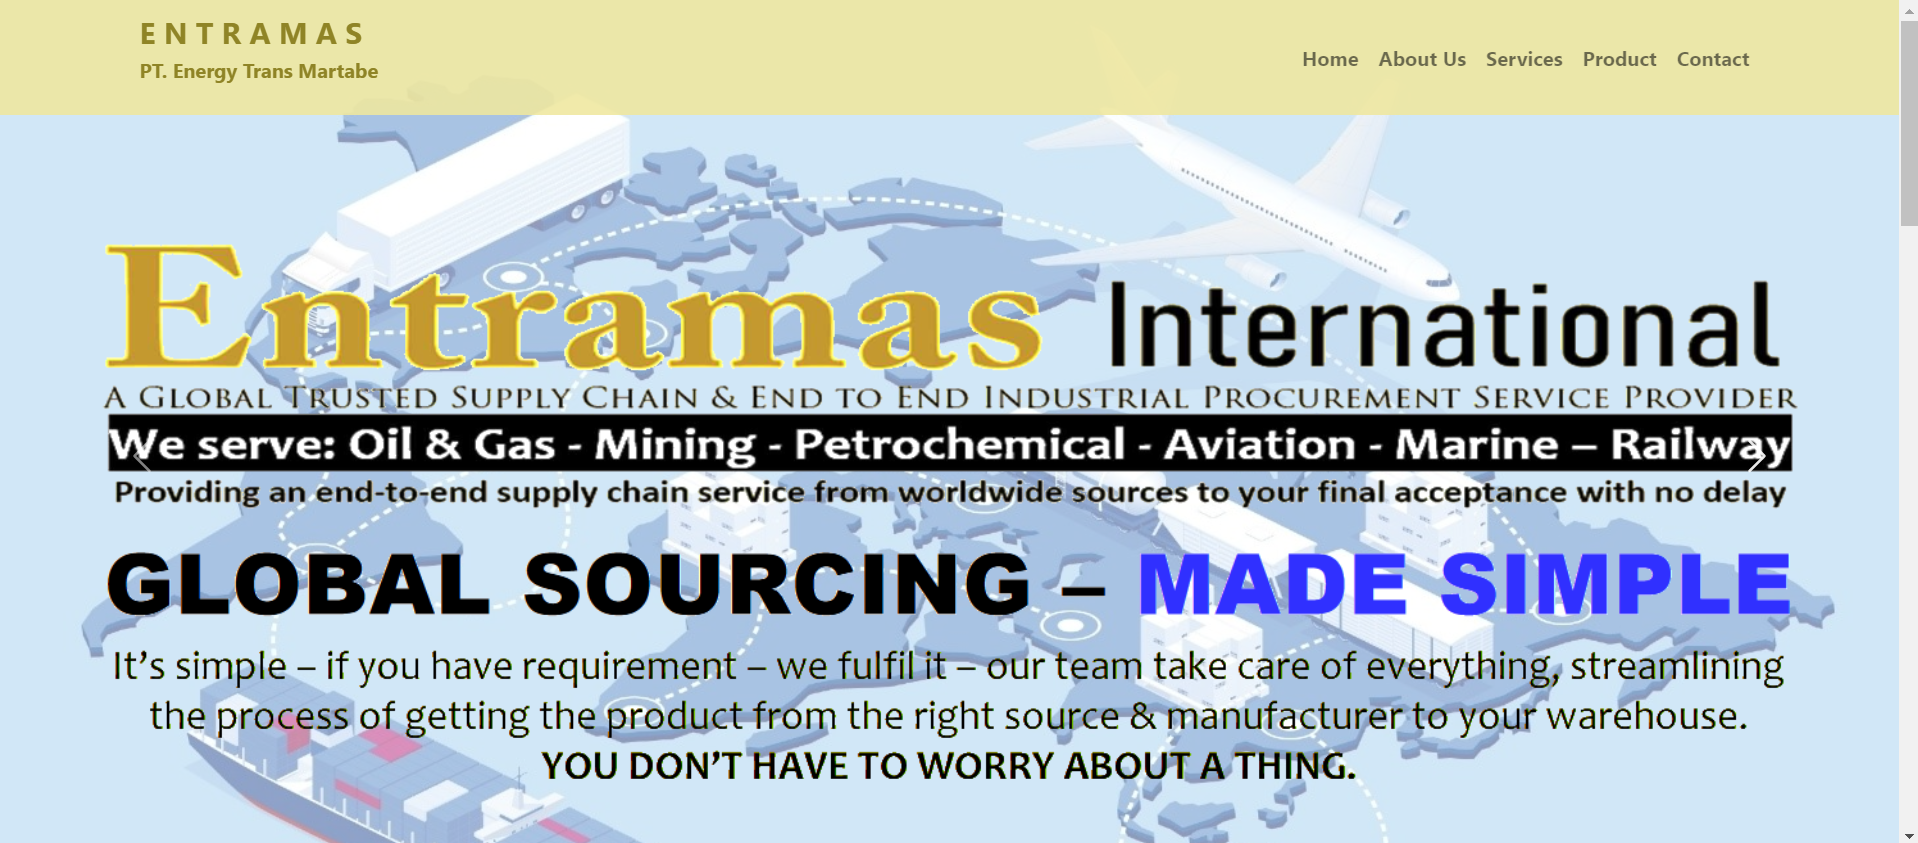 ENTRAMAS
PT. Energy Trans Martabe
Home About Us Services Product Contact
Entramas International
A Global Trusted Supply Chain & End to End Industrial Procurement Service Provider
We serve: Oil & Gas - Mining - Petrochemical - Aviation - Marine – Railway
Providing an end-to-end supply chain service from worldwide sources to your final acceptance with no delay
GLOBAL SOURCING – MADE SIMPLE
It’s simple – if you have requirement – we fulfil it – our team take care of everything, streamlining
the process of getting the product from the right source & manufacturer to your warehouse.
YOU DON’T HAVE TO WORRY ABOUT A THING.